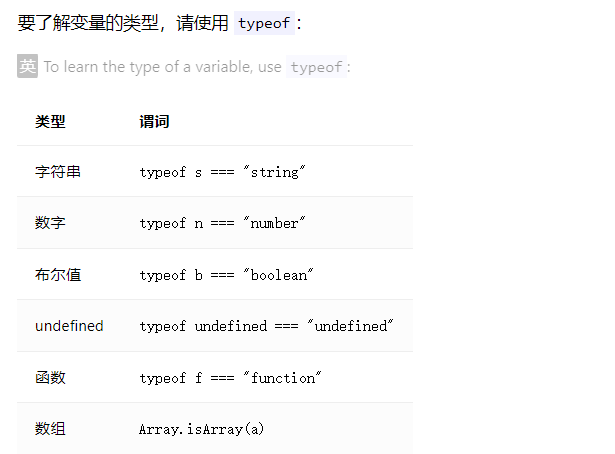 要了解变量的类型，请使用 typeof：
英 To learn the type of a variable, use typeof:
类型 谓词
字符串 typeof s === "string"
数字 typeof n === "number"
布尔值 typeof b === "boolean"
undefined typeof undefined === "undefined"
函数 typeof f === "function"
数组 Array.isArray(a)